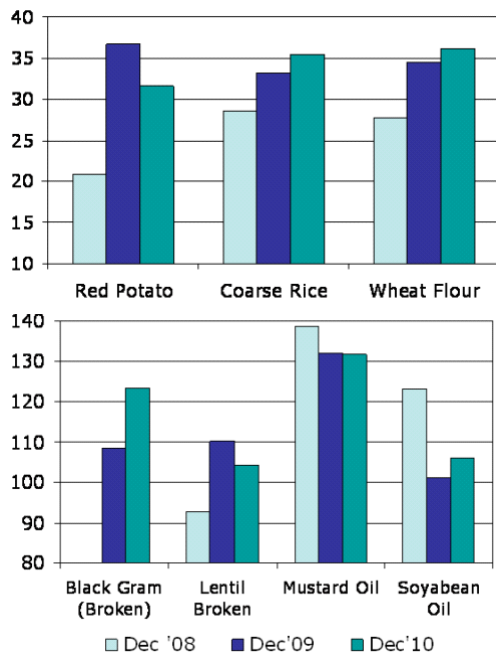 40
35
30
25
20
15
10
Red Potato Coarse Rice Wheat Flour
140
130
120
110
100
90
80
Black Gram (Broken)
Lentil Broken
Mustard Oil
Soyabean Oil
Dec '08 Dec'09 Dec'10